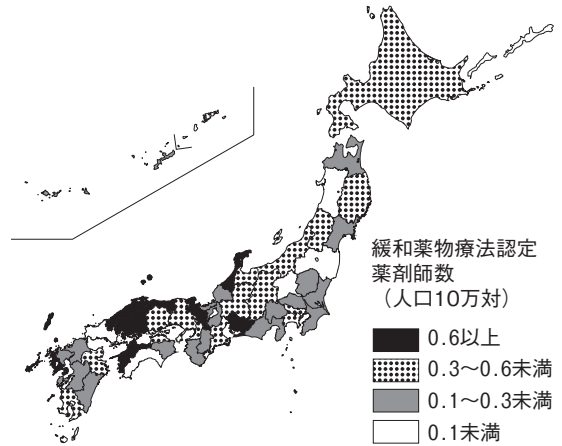 緩和薬物療法認定
薬剤師数
（人口10万対）
0.6以上
0.3～0.6未満
0.1～0.3未満
0.1未満